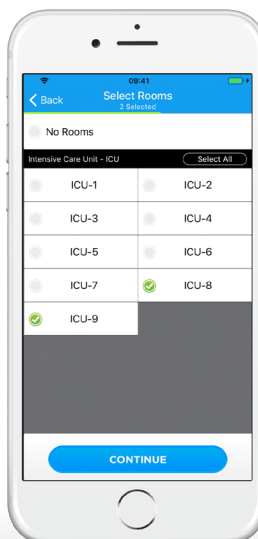 09:41
Back Select Rooms
2 Selected
No Rooms
Intensive Care Unit - ICU Select All
ICU-1 ICU-2
ICU-3 ICU-4
ICU-5 ICU-6
ICU-7 ICU-8
ICU-9
CONTINUE